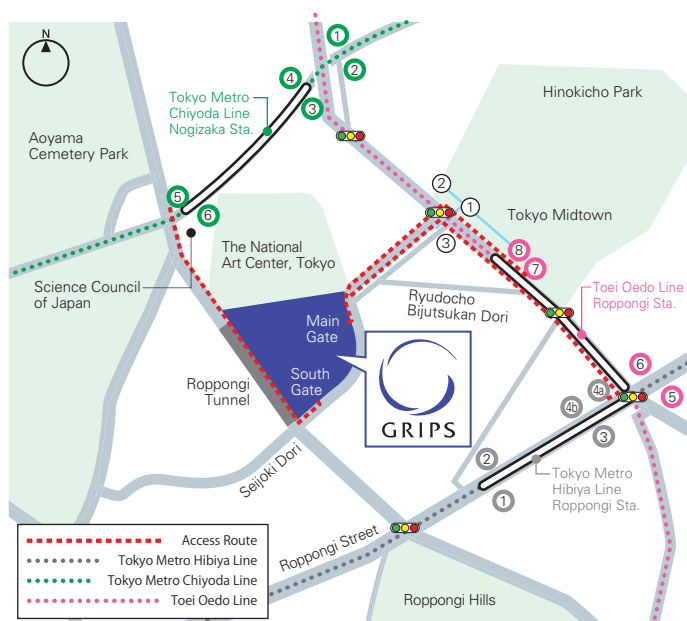 N
1
2
4
3
Tokyo Metro
Chiyoda Line
Nogizaka Sta.
Hinokicho Park
Aoyama
Cemetery Park
5
6
2
1
3
Tokyo Midtown
8
7
The National
Art Center, Tokyo
Science Council
of Japan
Ryudocho
Bijutsukan Dori
Toei Oedo Line
Roppongi Sta.
Main
Gate
South
Gate
Roppongi
Tunnel
GRIPS
6
5
4a
4b
3
2
1
Seijoki Dori
Tokyo Metro
Hibiya Line
Roppongi Sta.
Roppongi Street
Roppongi Hills
Access Route
Tokyo Metro Hibiya Line
Tokyo Metro Chiyoda Line
Toei Oedo Line